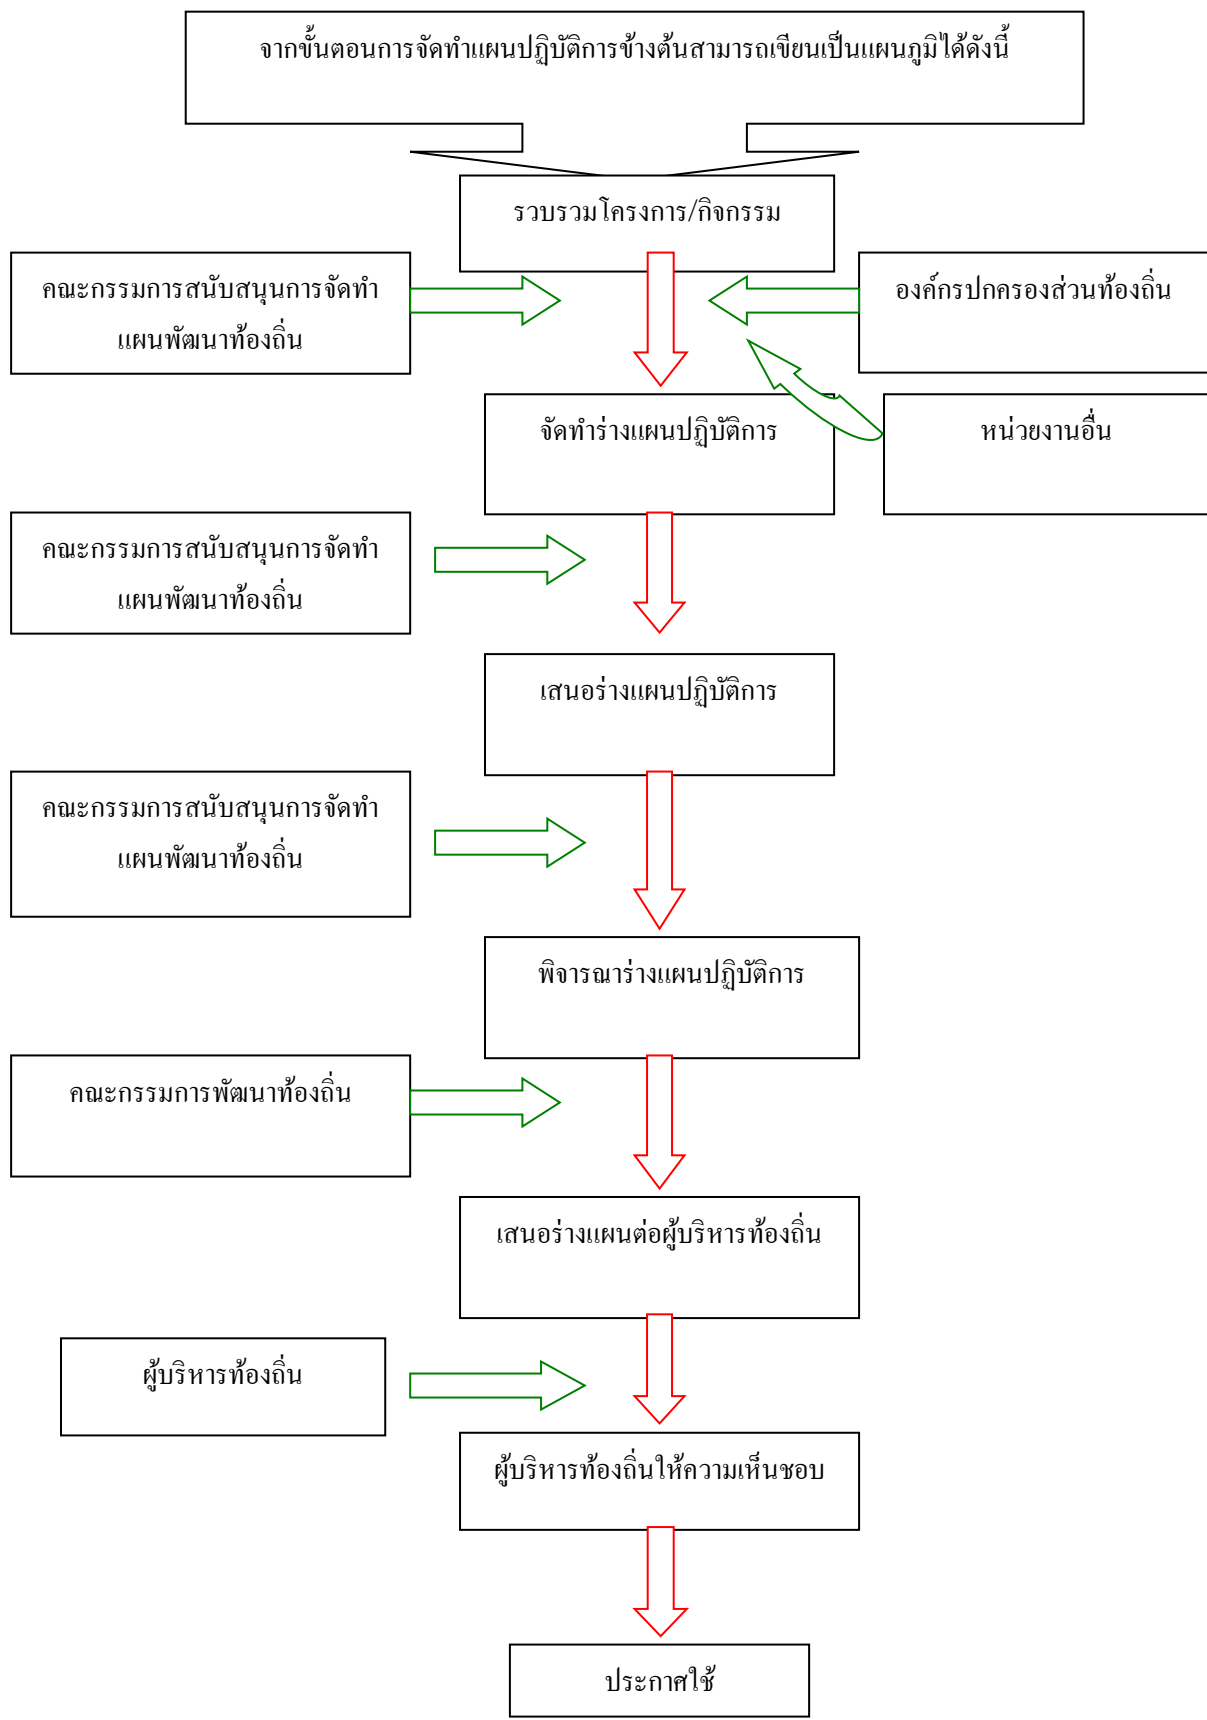 จากขั้นตอนการจัดทำแผนปฏิบัติการข้างต้นสามารถเขียนเป็นแผนภูมิได้ดังนี้
รวบรวมโครงการ/กิจกรรม
คณะกรรมการสนับสนุนการจัดทำ
แผนพัฒนาท้องถิ่น
องค์กรปกครองส่วนท้องถิ่น
จัดทำร่างแผนปฏิบัติการ
หน่วยงานอื่น
คณะกรรมการสนับสนุนการจัดทำ
แผนพัฒนาท้องถิ่น
เสนอร่างแผนปฏิบัติการ
คณะกรรมการสนับสนุนการจัดทำ
แผนพัฒนาท้องถิ่น
พิจารณาร่างแผนปฏิบัติการ
คณะกรรมการพัฒนาท้องถิ่น
เสนอร่างแผนต่อผู้บริหารท้องถิ่น
ผู้บริหารท้องถิ่น
ผู้บริหารท้องถิ่นให้ความเห็นชอบ
ประกาศใช้